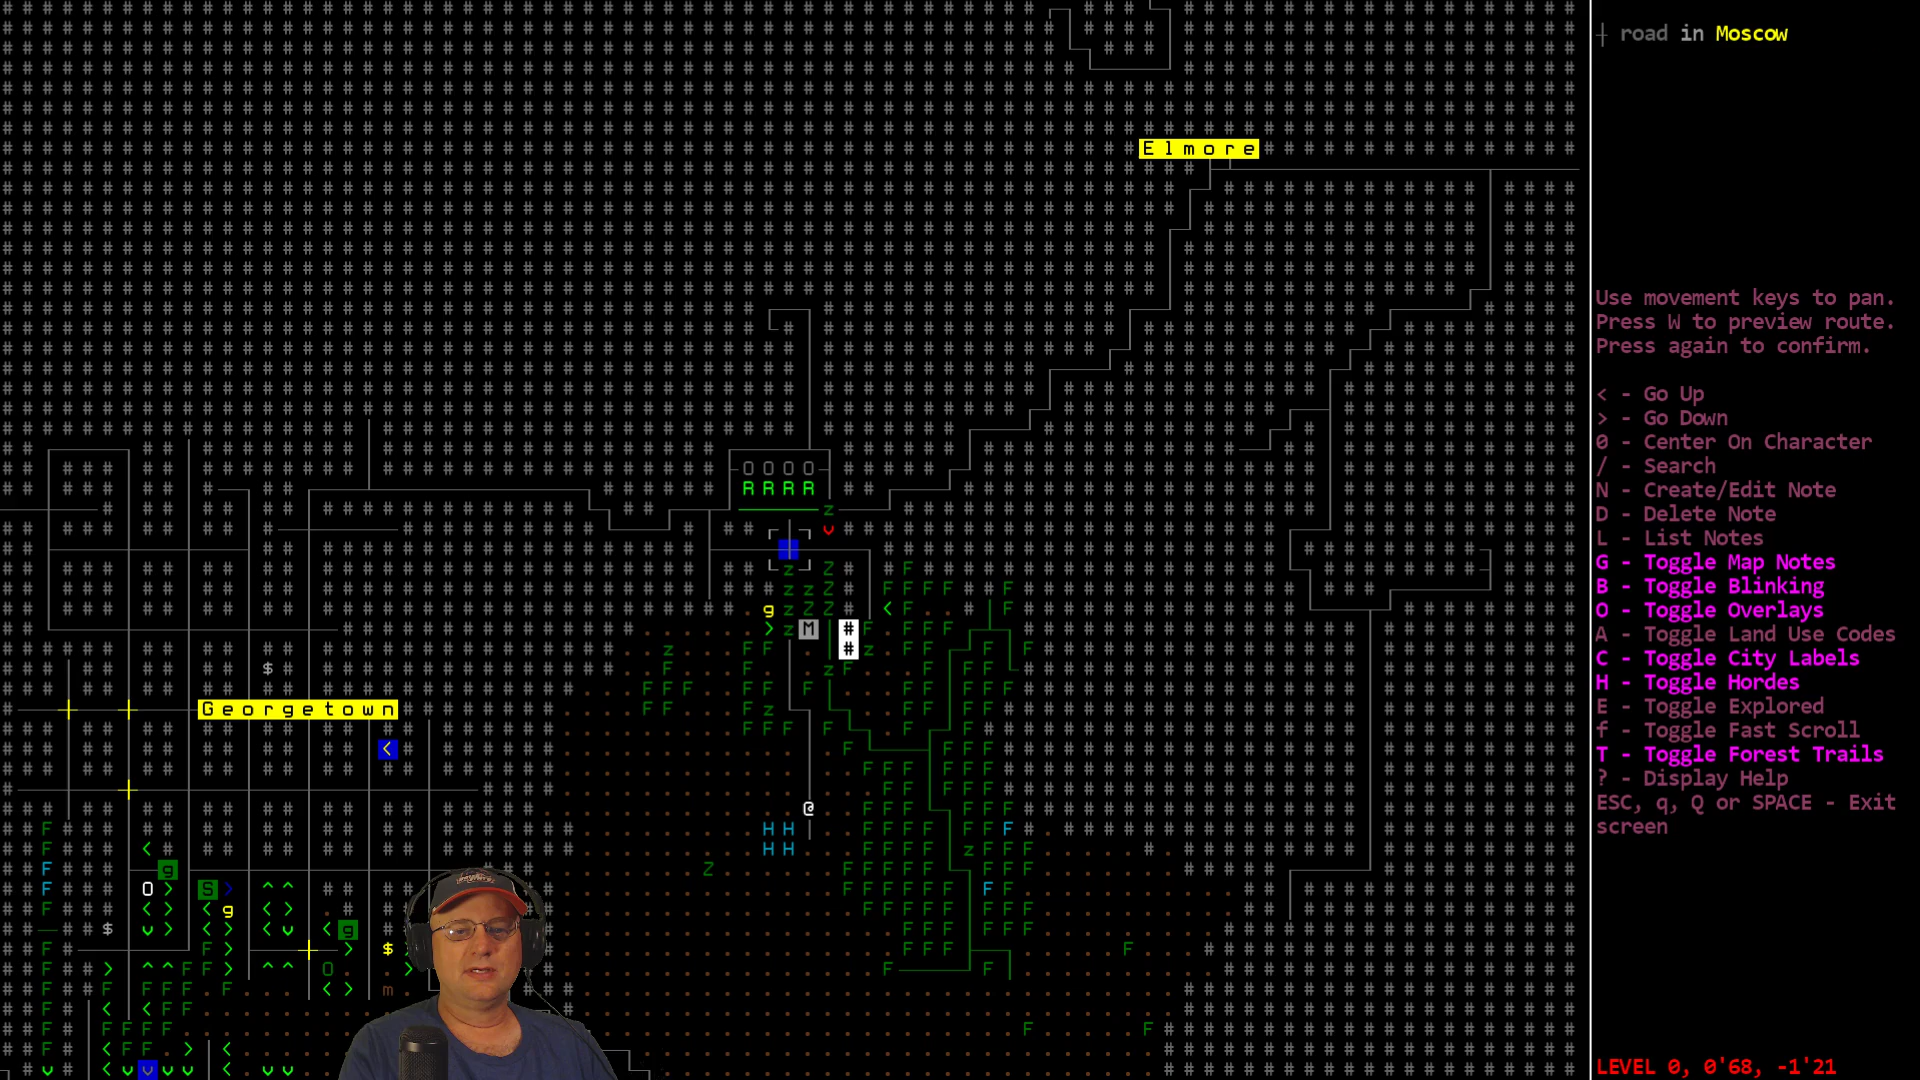 road in Moscow
Elmore
Use movement keys to pan.
Press W to preview route.
Press again to confirm.
< - Go Up
> - Go Down
0 - Center On Character
/ - Search
N - Create/Edit Note
D - Delete Note
L - List Notes
G - Toggle Map Notes
B - Toggle Blinking
O - Toggle Overlays
A - Toggle Land Use Codes
C - Toggle City Labels
H - Toggle Hordes
E - Toggle Explored
f - Toggle Fast Scroll
T - Toggle Forest Trails
? - Display Help
ESC, q, Q or SPACE - Exit
screen
Georgetown
LEVEL 0, 0'68, -1'21